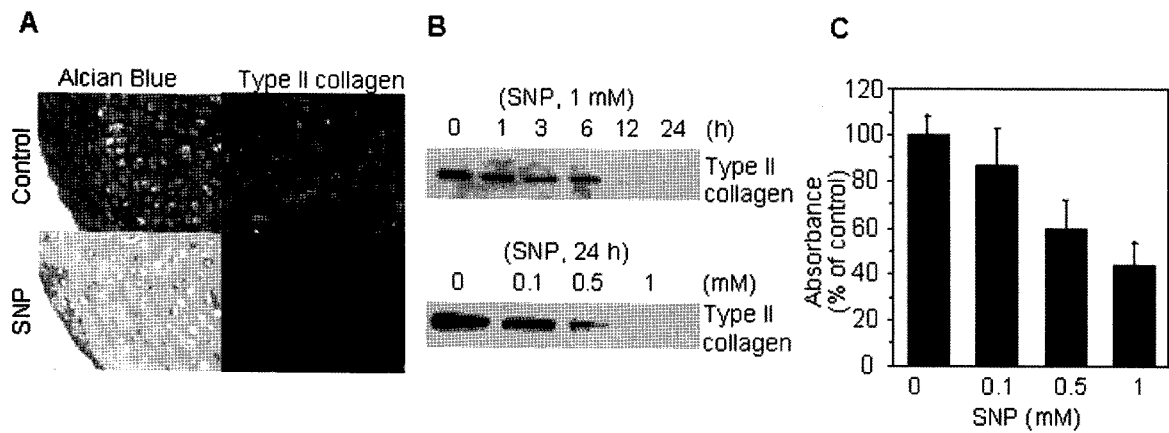 A
Alcian Blue
Type II collagen
Control
SNP
B
(SNP, 1 mM)
0 1 3 6 12 24 (h)
Type II
collagen
(SNP, 24 h)
0 0.1 0.5 1 (mM)
Type II
collagen
C
Absorbance
(% of control)
120
100
80
60
40
20
0
0 0.1 0.5 1
SNP (mM)